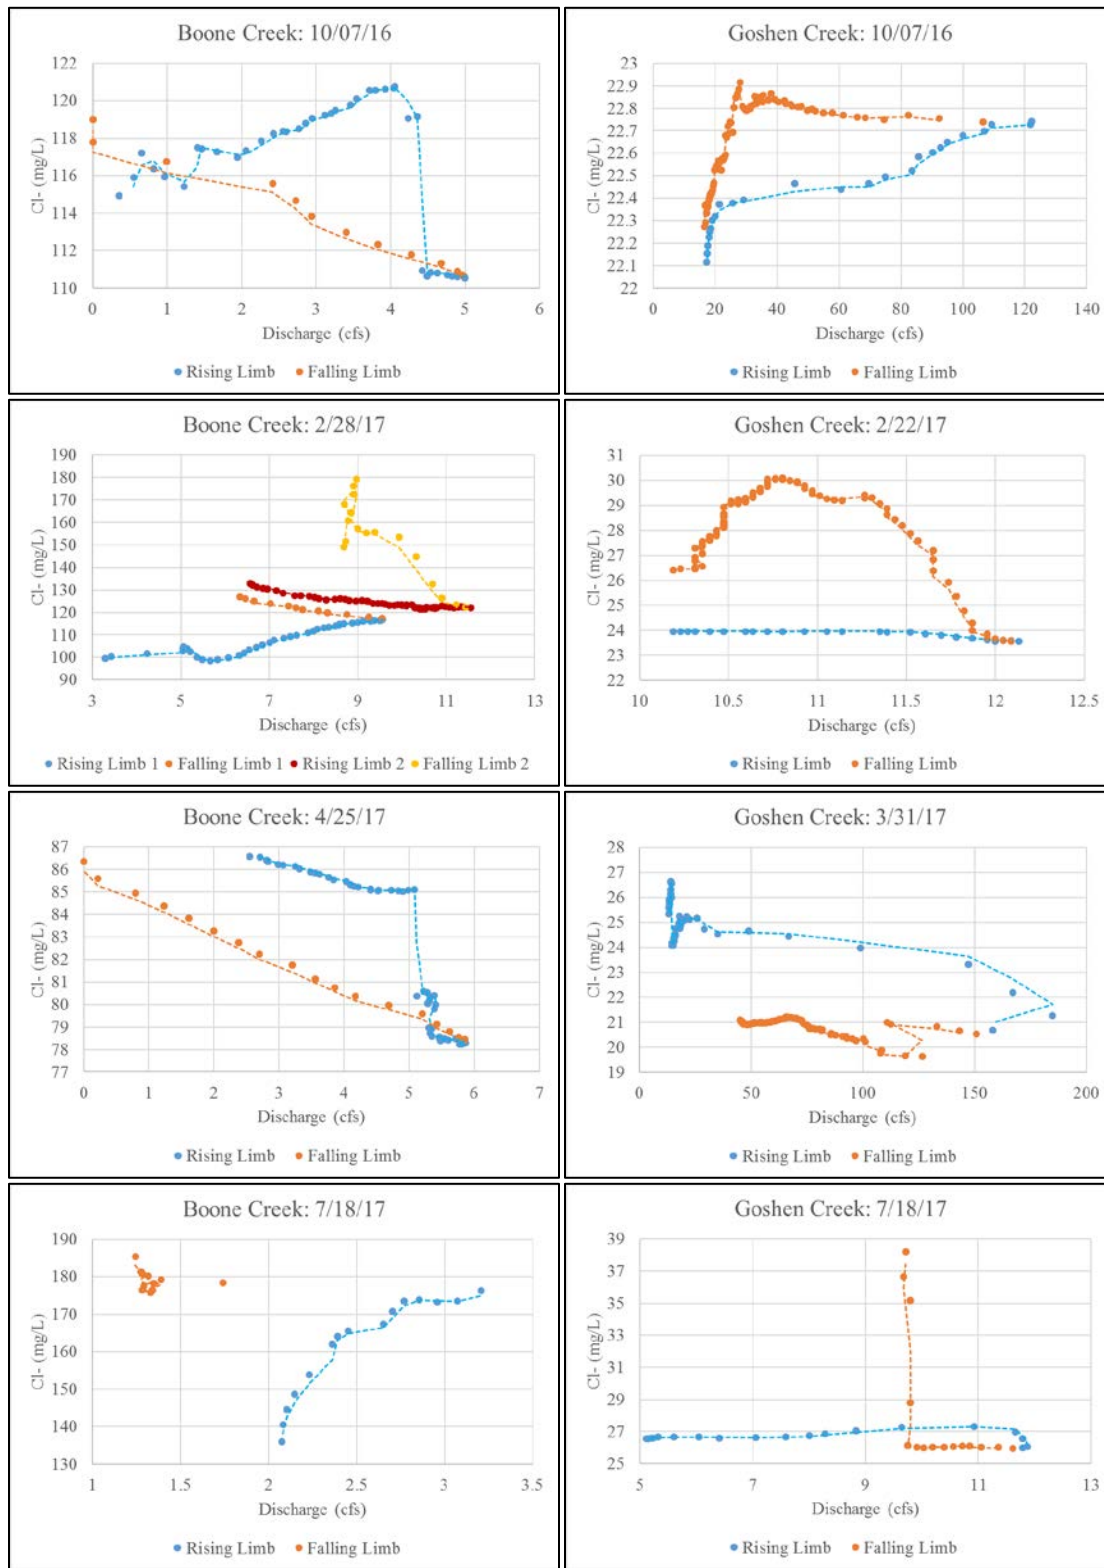 Boone Creek: 10/07/16
122
120
118
116
114
112
110
Cl- (mg/L)
0 1 2 3 4 5 6
Discharge (cfs)
Rising Limb Falling Limb
Goshen Creek: 10/07/16
23
22.9
22.8
22.7
22.6
22.5
22.4
22.3
22.2
22.1
22
Cl- (mg/L)
0 20 40 60 80 100 120 140
Discharge (cfs)
Rising Limb Falling Limb
Boone Creek: 2/28/17
190
180
170
160
150
140
130
120
110
100
90
Cl- (mg/L)
3 5 7 9 11 13
Discharge (cfs)
Rising Limb 1 Falling Limb 1 Rising Limb 2 Falling Limb 2
Goshen Creek: 2/22/17
31
30
29
28
27
26
25
24
23
22
Cl- (mg/L)
10 10.5 11 11.5 12 12.5
Discharge (cfs)
Rising Limb Falling Limb
Boone Creek: 4/25/17
87
86
85
84
83
82
81
80
79
78
77
Cl- (mg/L)
0 1 2 3 4 5 6 7
Discharge (cfs)
Rising Limb Falling Limb
Goshen Creek: 3/31/17
28
27
26
25
24
23
22
21
20
19
Cl- (mg/L)
0 50 100 150 200
Discharge (cfs)
Rising Limb Falling Limb
Boone Creek: 7/18/17
190
180
170
160
150
140
130
Cl- (mg/L)
1 1.5 2 2.5 3 3.5
Discharge (cfs)
Rising Limb Falling Limb
Goshen Creek: 7/18/17
39
37
35
33
31
29
27
25
Cl- (mg/L)
5 7 9 11 13
Discharge (cfs)
Rising Limb Falling Limb